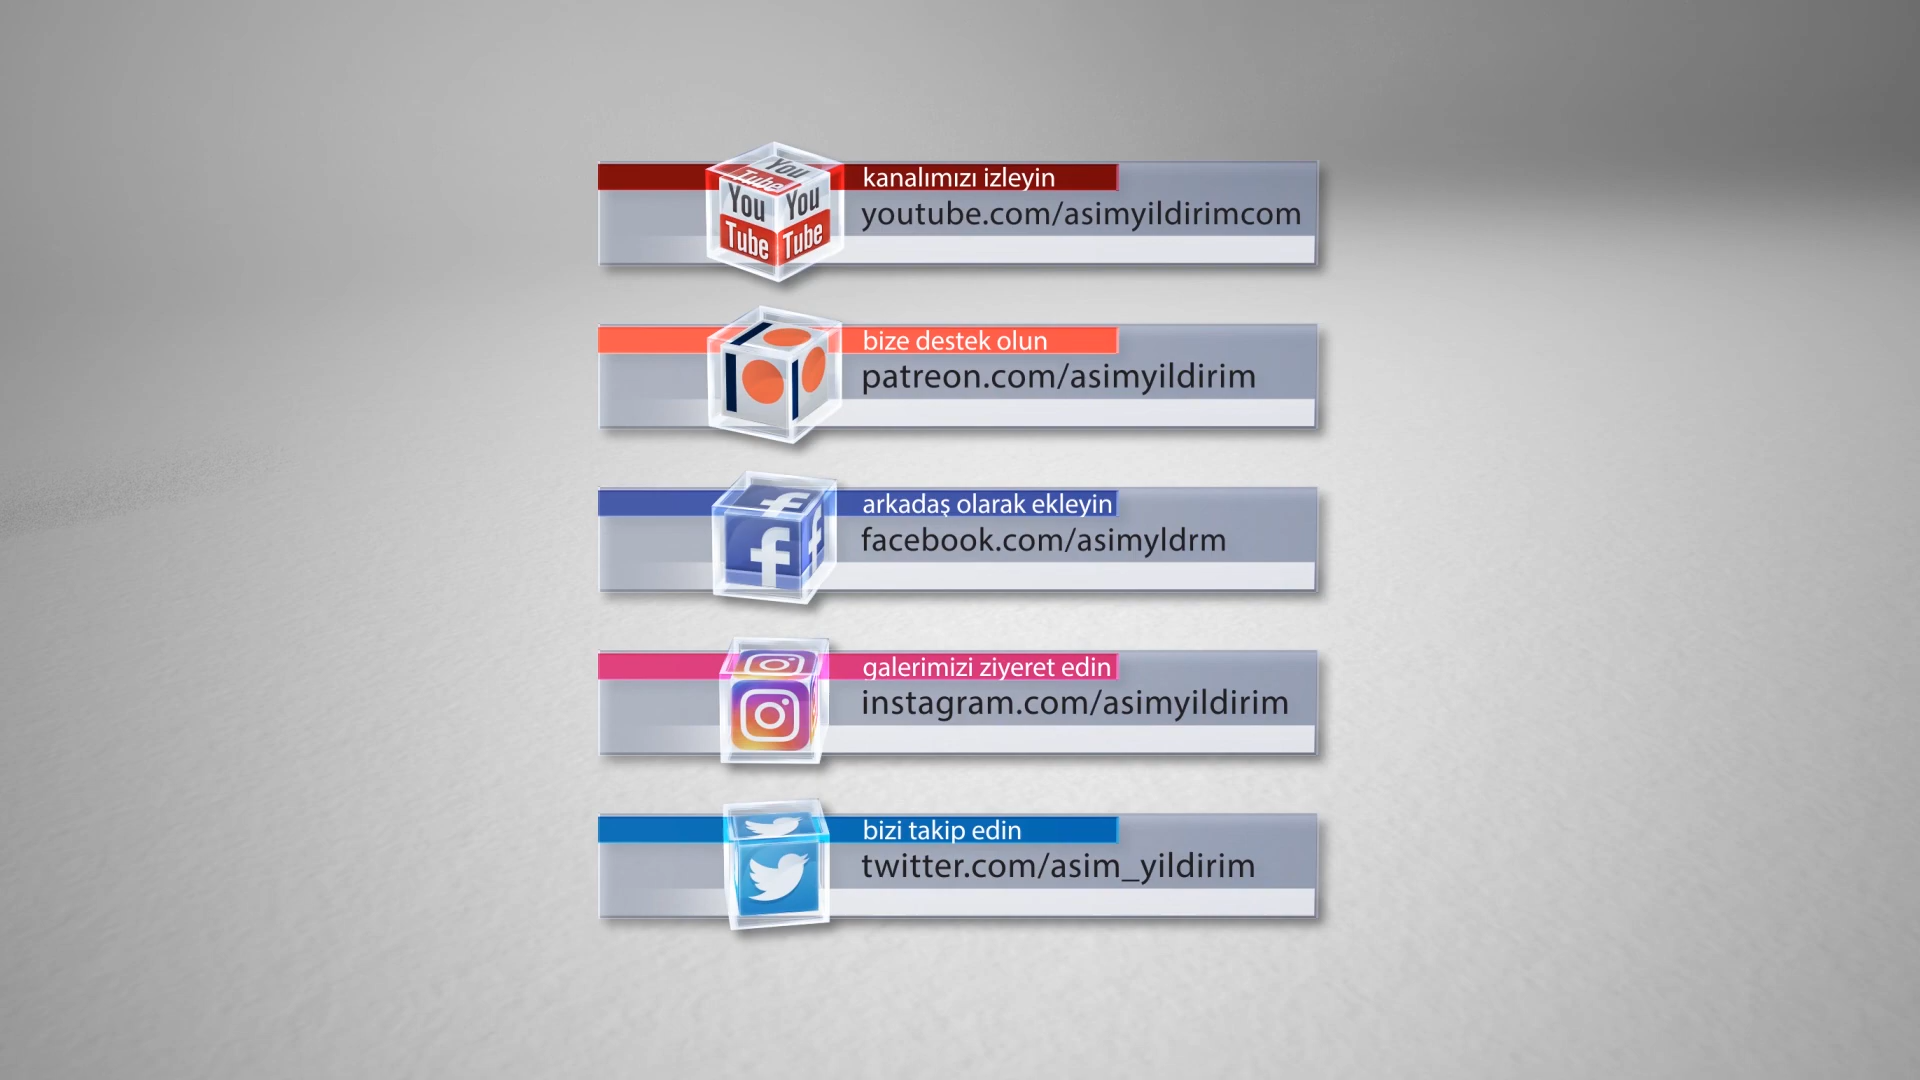 You
Tube
You
Tube
You
Tube
kanalımızı izleyin
youtube.com/asimyildirimcom
bize destek olun
patreon.com/asimyildirim
arkadaş olarak ekleyin
facebook.com/asimyldrm
galerimizi ziyeret edin
instagram.com/asimyildirim
bizi takip edin
twitter.com/asim_yildirim